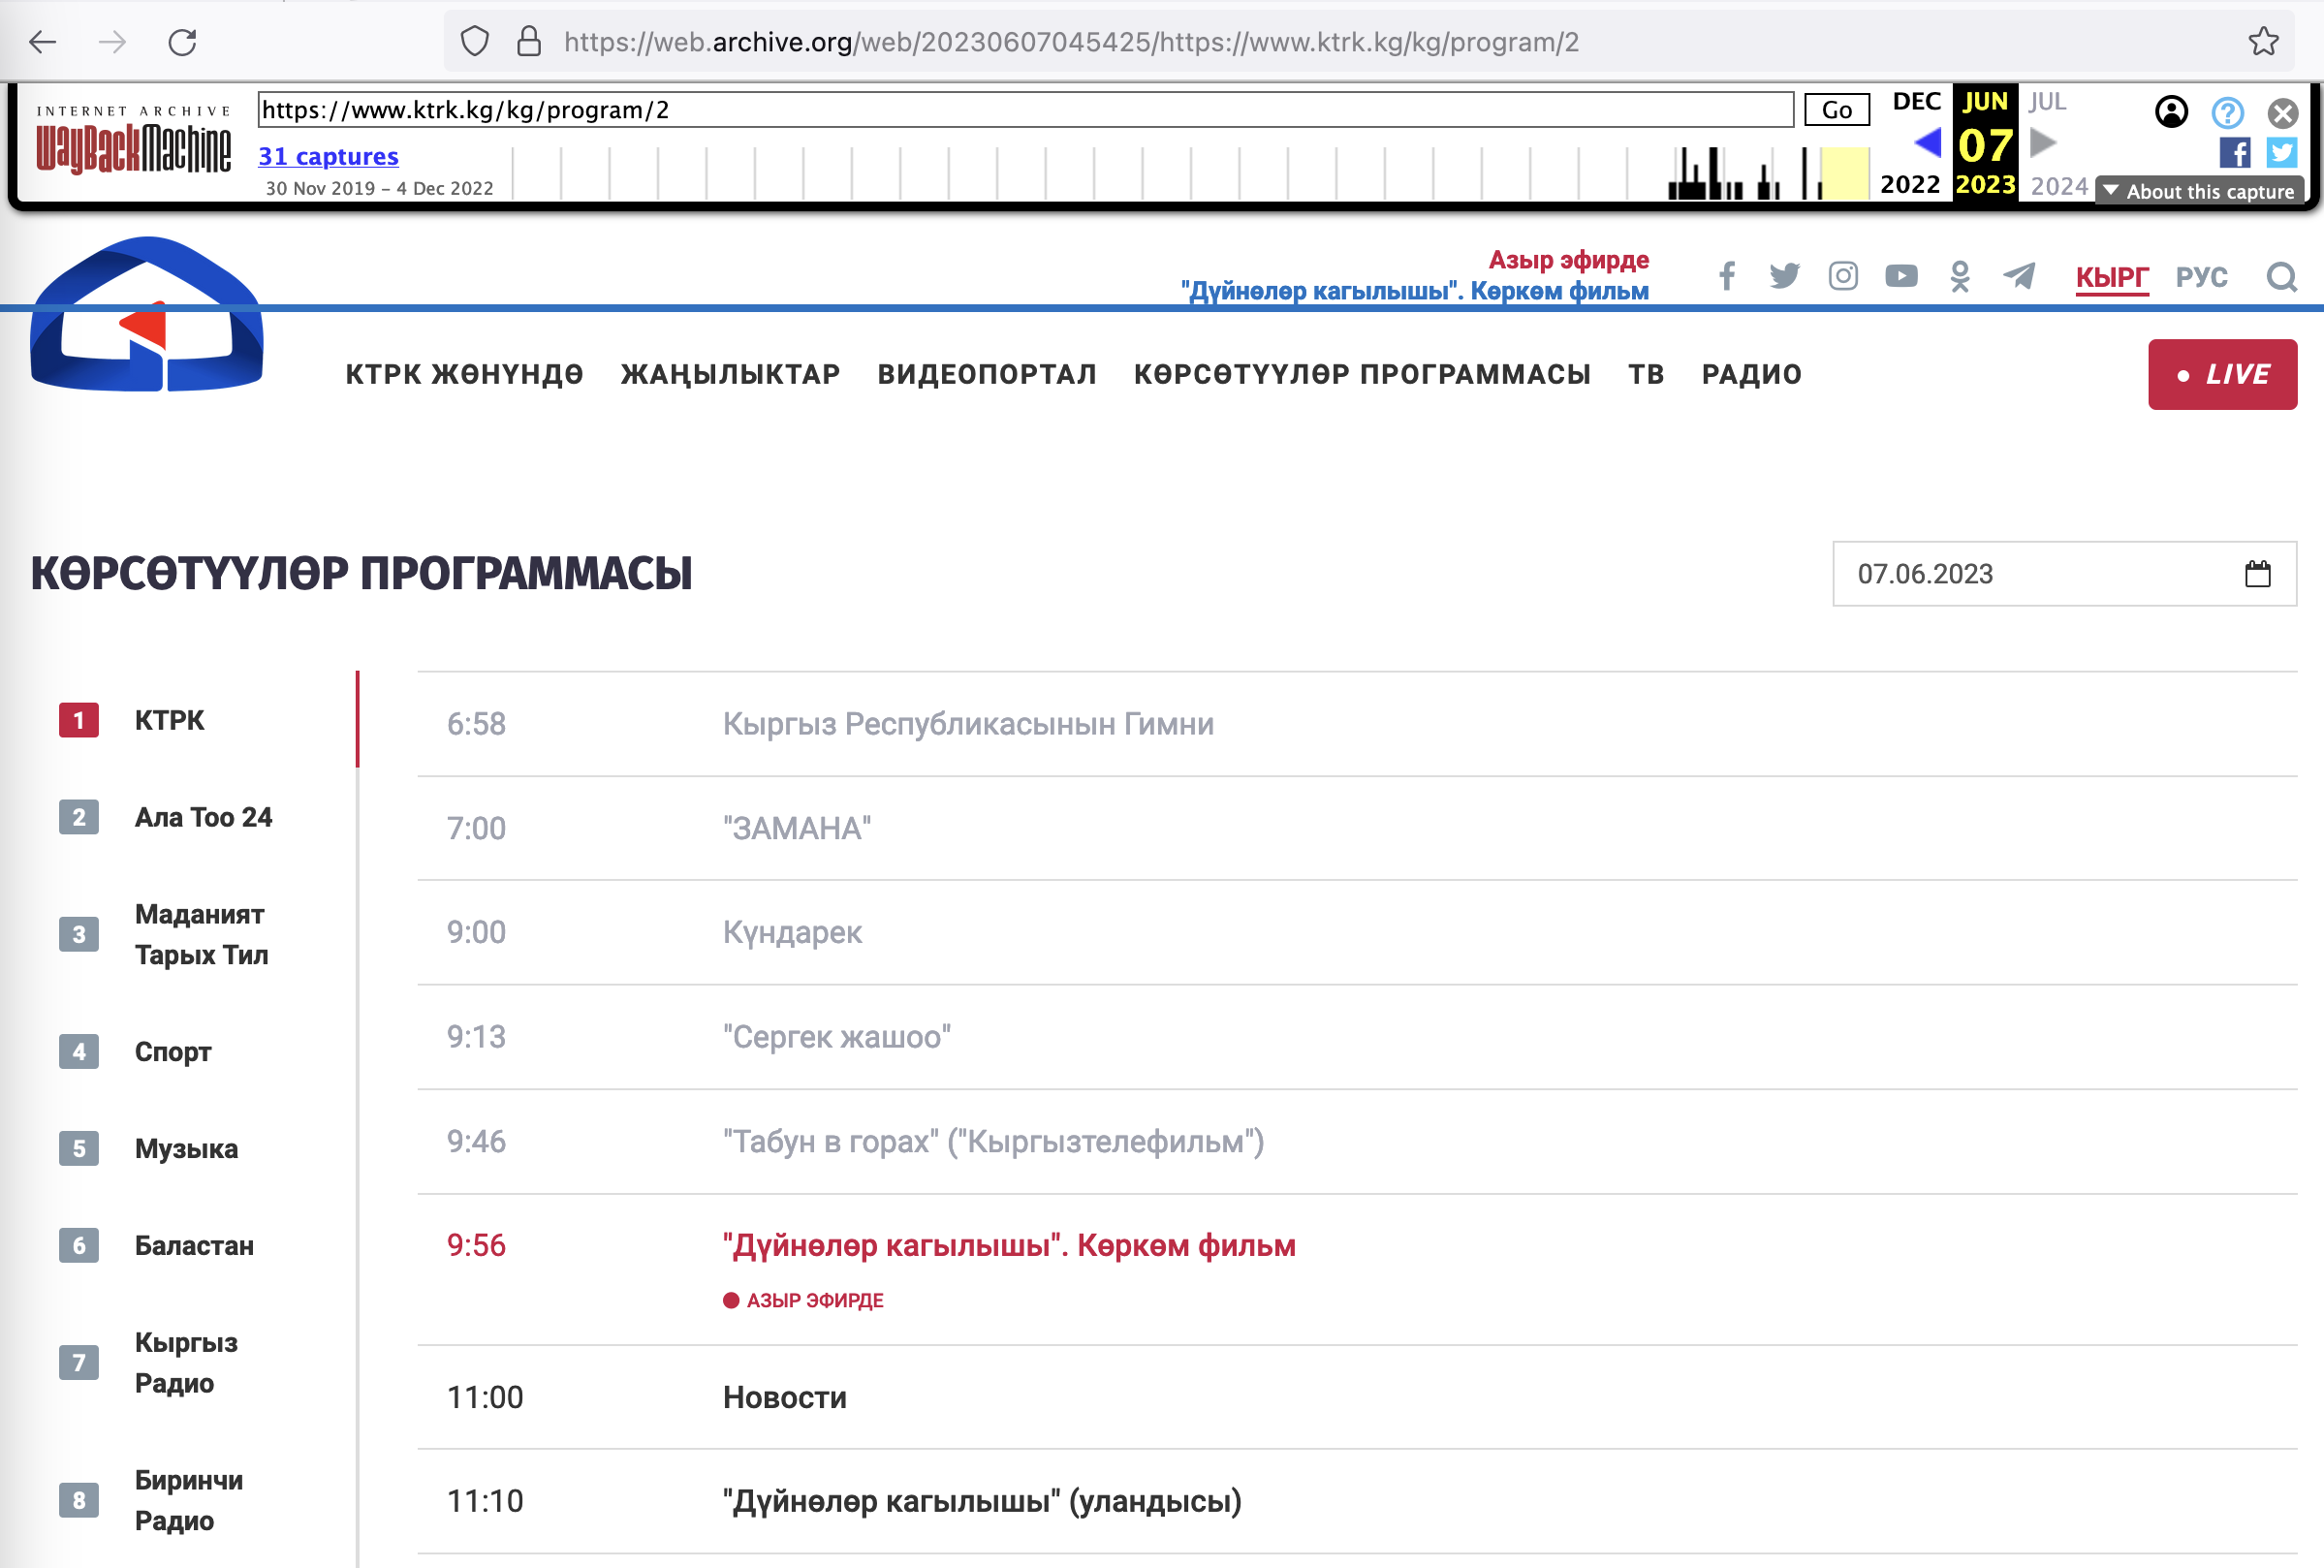 https://web.archive.org/web/20230607045425/https://www.ktrk.kg/kg/program/2
INTERNET ARCHIVE
WayBackMachine
https://www.ktrk.kg/kg/program/2
Go
31 captures
30 Nov 2019 – 4 Dec 2022
DEC JUN JUL
07
2022 2023 2024
About this capture
Азыр эфирде
"Дүйнөлөр кагылышы". Көркөм фильм
КЫРГ РУС
КТРК ЖӨНҮНДӨ ЖАҢЫЛЫКТАР ВИДЕОПОРТАЛ КӨРСӨТҮҮЛӨР ПРОГРАММАСЫ ТВ РАДИО
LIVE
КӨРСӨТҮҮЛӨР ПРОГРАММАСЫ
07.06.2023
1 КТРК
2 Ала Тоо 24
3 Маданият
Тарых Тил
4 Спорт
5 Музыка
6 Баластан
7 Кыргыз
Радио
8 Биринчи
Радио
6:58 Кыргыз Республикасынын Гимни
7:00 "ЗАМАНА"
9:00 Күндарек
9:13 "Сергек жашоо"
9:46 "Табун в горах" ("Кыргызтелефильм")
9:56 "Дүйнөлөр кагылышы". Көркөм фильм
АЗЫР ЭФИРДЕ
11:00 Новости
11:10 "Дүйнөлөр кагылышы" (уландысы)